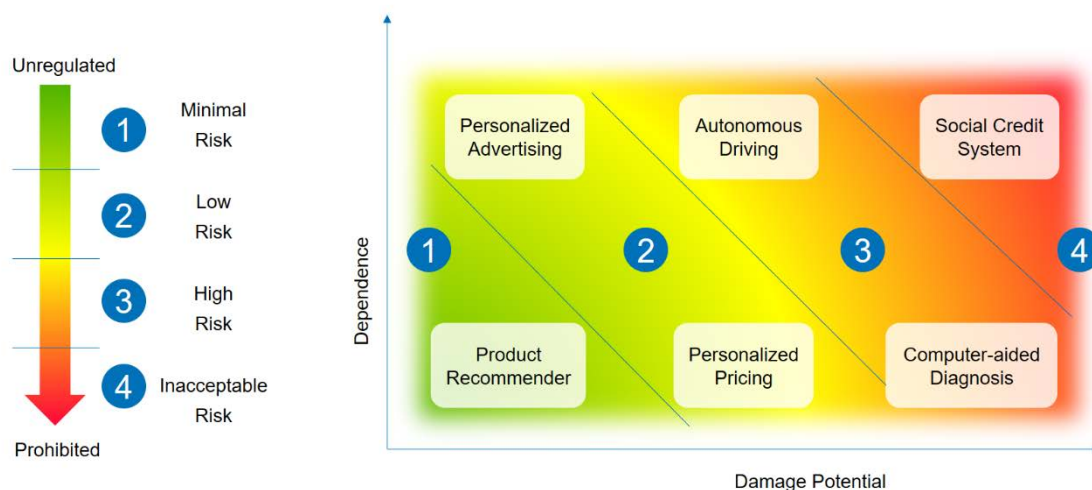 Unregulated
1
Minimal
Risk
2
Low
Risk
3
High
Risk
4
Inacceptable
Risk
Prohibited
Dependence
Personalized
Advertising
Autonomous
Driving
Social Credit
System
1
2
3
4
Product
Recommender
Personalized
Pricing
Computer-aided
Diagnosis
Damage Potential